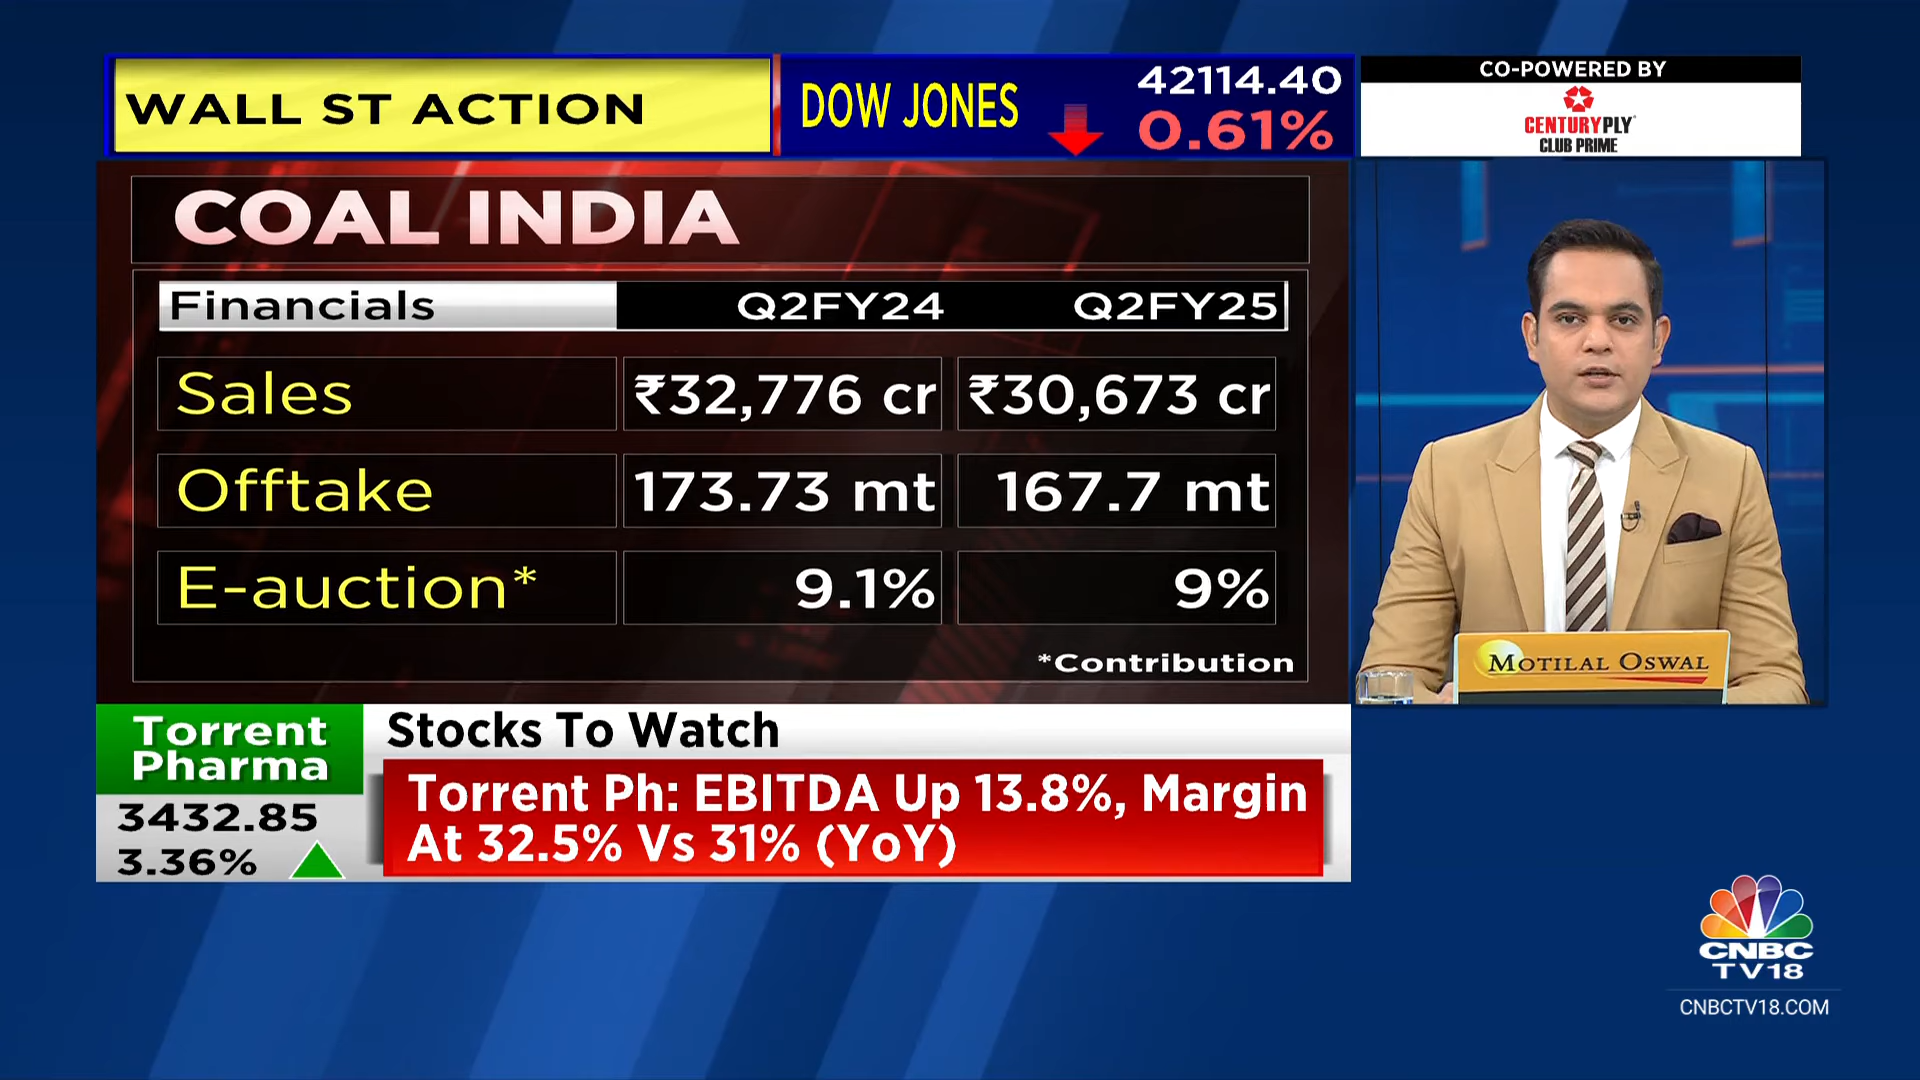 WALL ST ACTION
DOW JONES
42114.40
0.61%
CO-POWERED BY
CENTURYPLY
CLUB PRIME
COAL INDIA
Financials Q2FY24 Q2FY25
Sales ₹32,776 cr ₹30,673 cr
Offtake 173.73 mt 167.7 mt
E-auction* 9.1% 9%
*Contribution
MOTILAL OSWAL
Torrent
Pharma
3432.85
3.36%
Stocks To Watch
Torrent Ph: EBITDA Up 13.8%, Margin
At 32.5% Vs 31% (YoY)
CNBC
TV18
CNBCTV18.COM